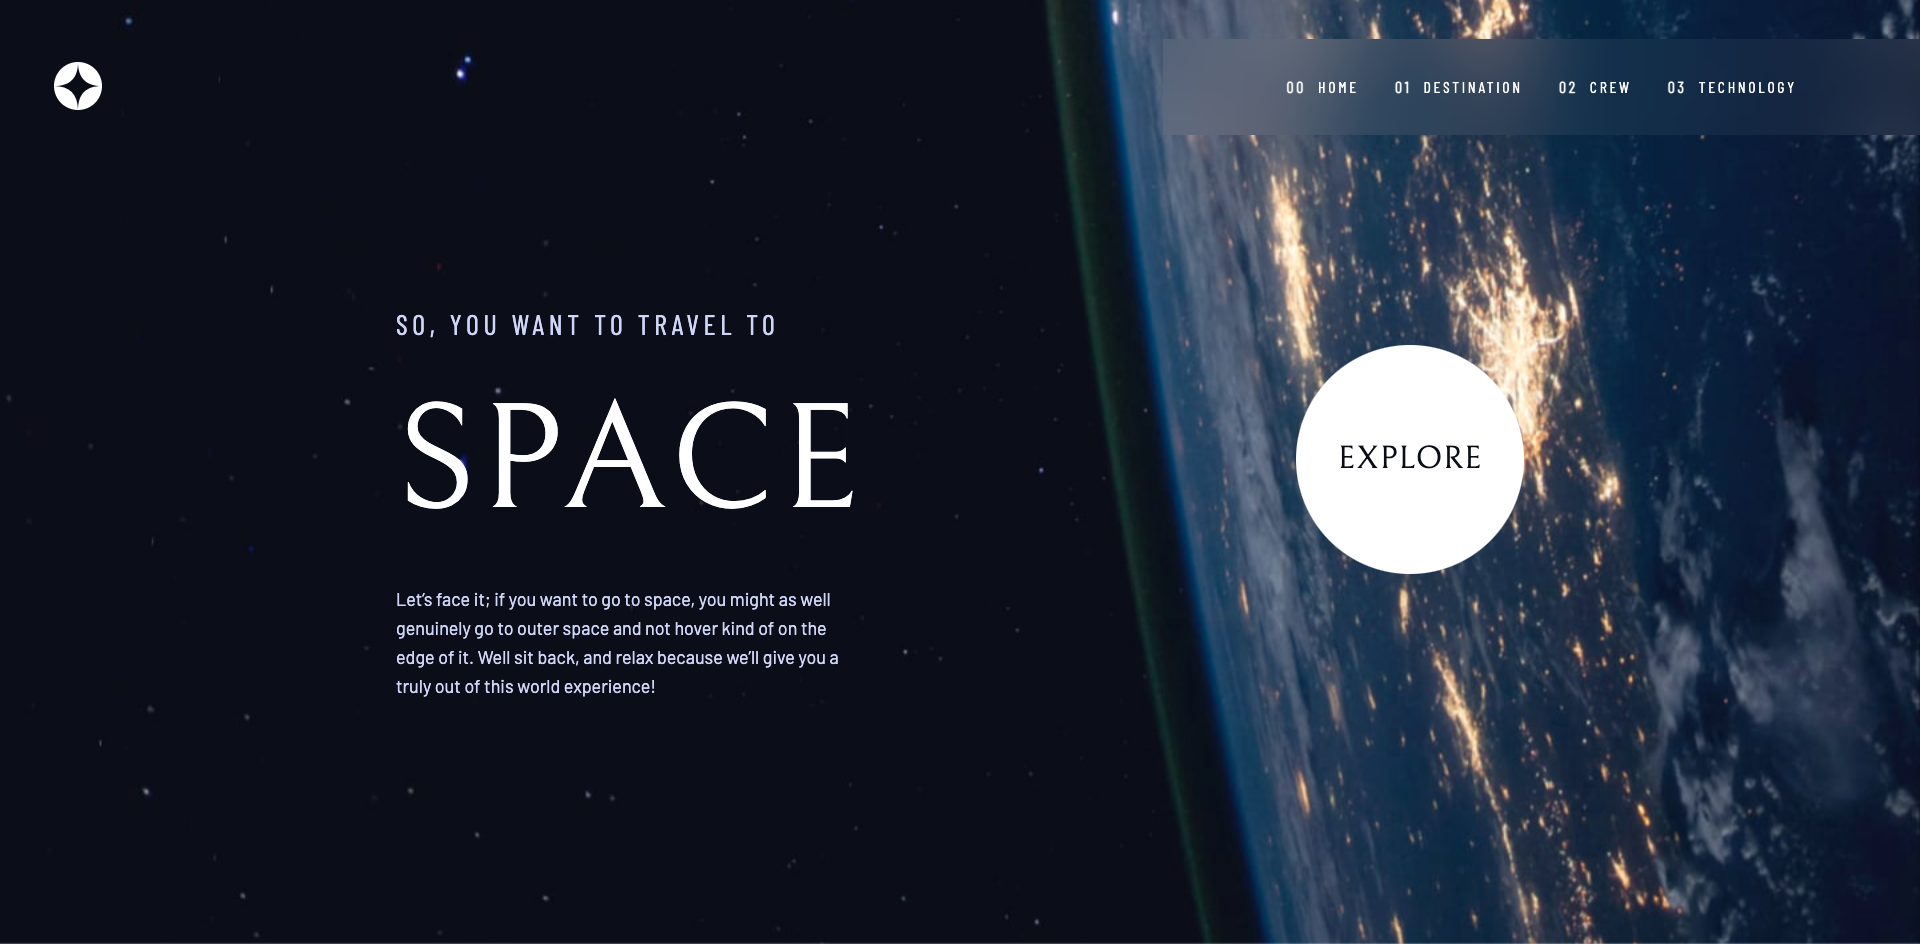 00 HOME 01 DESTINATION 02 CREW 03 TECHNOLOGY
SO, YOU WANT TO TRAVEL TO
SPACE
Let’s face it; if you want to go to space, you might as well
genuinely go to outer space and not hover kind of on the
edge of it. Well sit back, and relax because we’ll give you a
truly out of this world experience!
EXPLORE